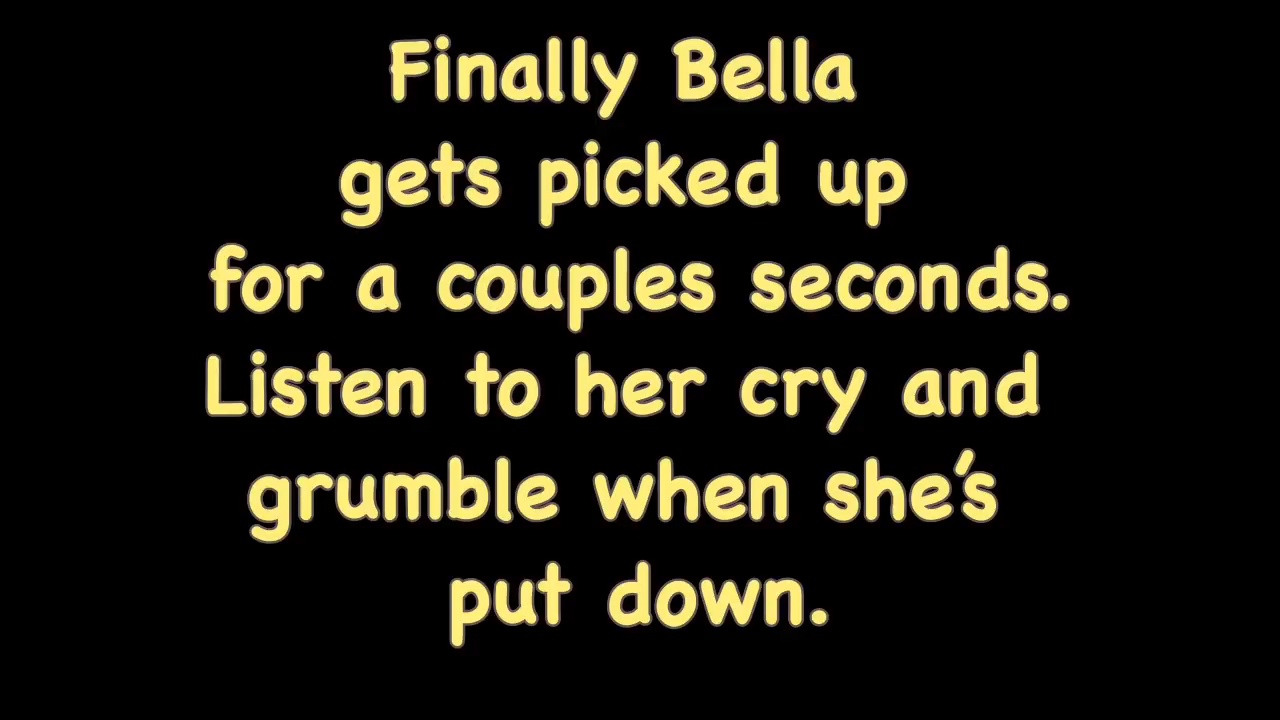 Finally Bella
gets picked up
for a couples seconds.
Listen to her cry and
grumble when she's
put down.